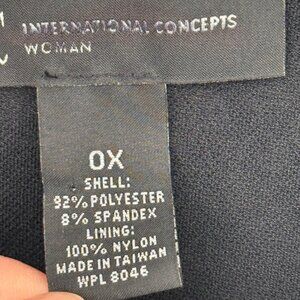 INTERNATIONAL CONCEPTS
WOMAN
0X
SHELL:
92% POLYESTER
8% SPANDEX
LINING:
100% NYLON
MADE IN TAIWAN
WPL 8046